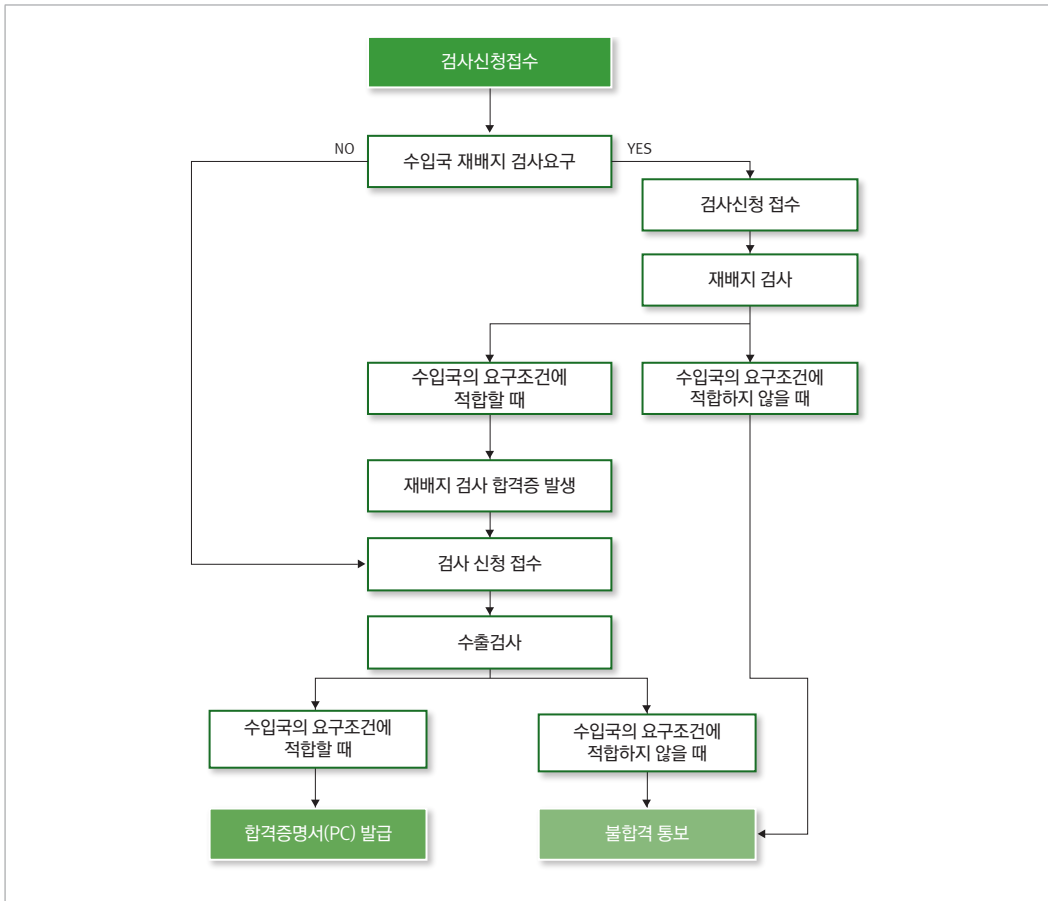 검사신청접수
NO
수입국 재배지 검사요구
YES
검사신청 접수
재배지 검사
수입국의 요구조건에
적합할 때
수입국의 요구조건에
적합하지 않을 때
재배지 검사 합격증 발생
검사 신청 접수
수출검사
수입국의 요구조건에
적합할 때
수입국의 요구조건에
적합하지 않을 때
합격증명서(PC) 발급
불합격 통보